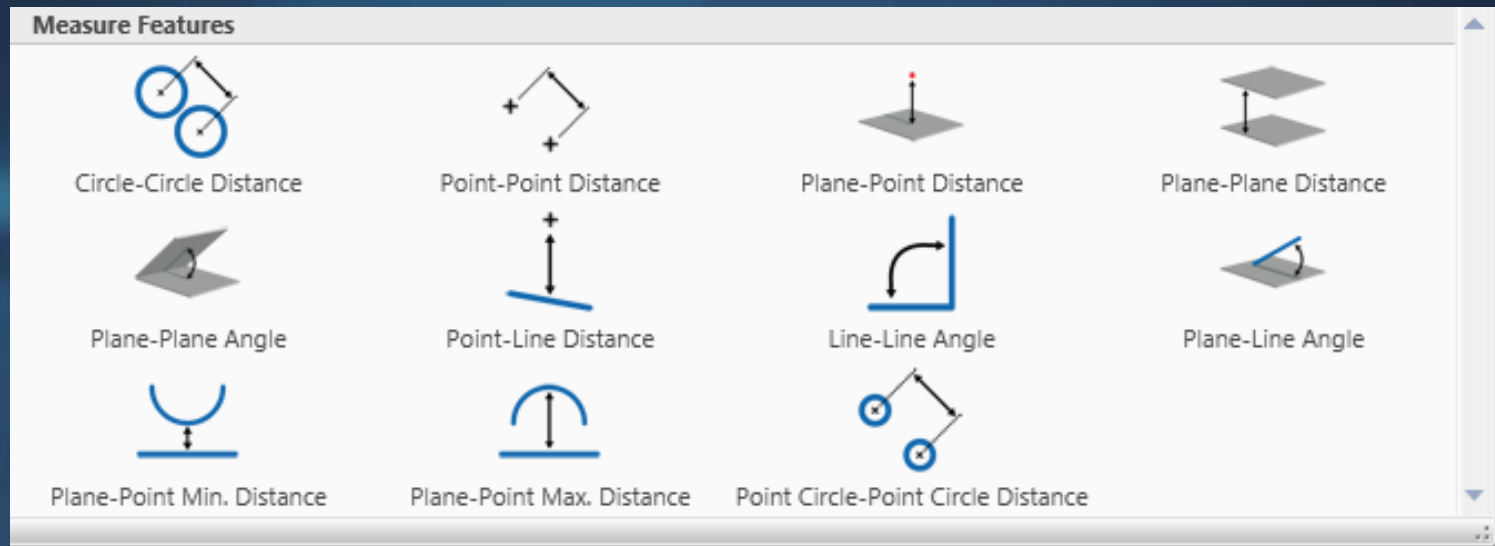 Measure Features
Circle-Circle Distance
Point-Point Distance
Plane-Point Distance
Plane-Plane Distance
Plane-Plane Angle
Point-Line Distance
Line-Line Angle
Plane-Line Angle
Plane-Point Min. Distance
Plane-Point Max. Distance
Point Circle-Point Circle Distance